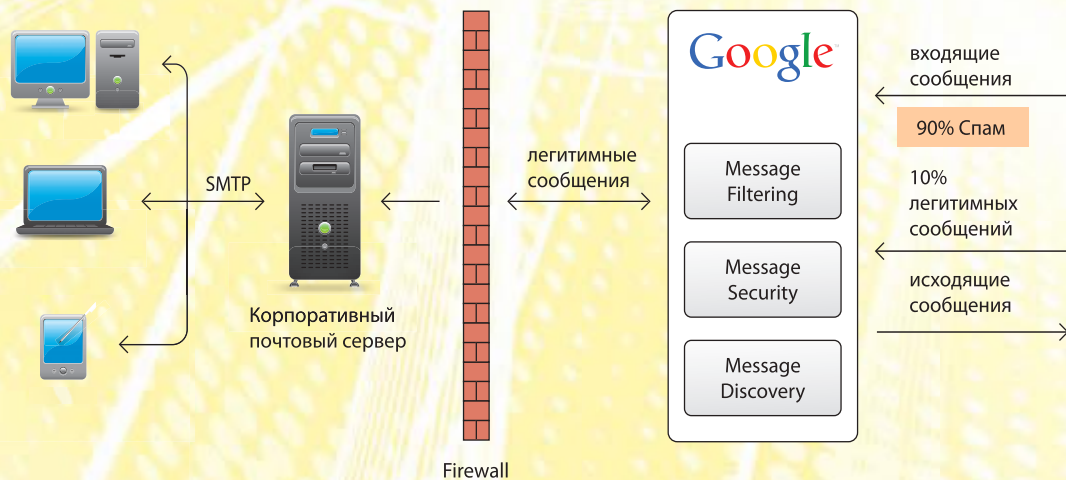 SMTP
Корпоративный
почтовый сервер
Firewall
легитимные
сообщения
Google
Message
Filtering
Message
Security
Message
Discovery
входящие
сообщения
90% Спам
10%
легитимных
сообщений
исходящие
сообщения